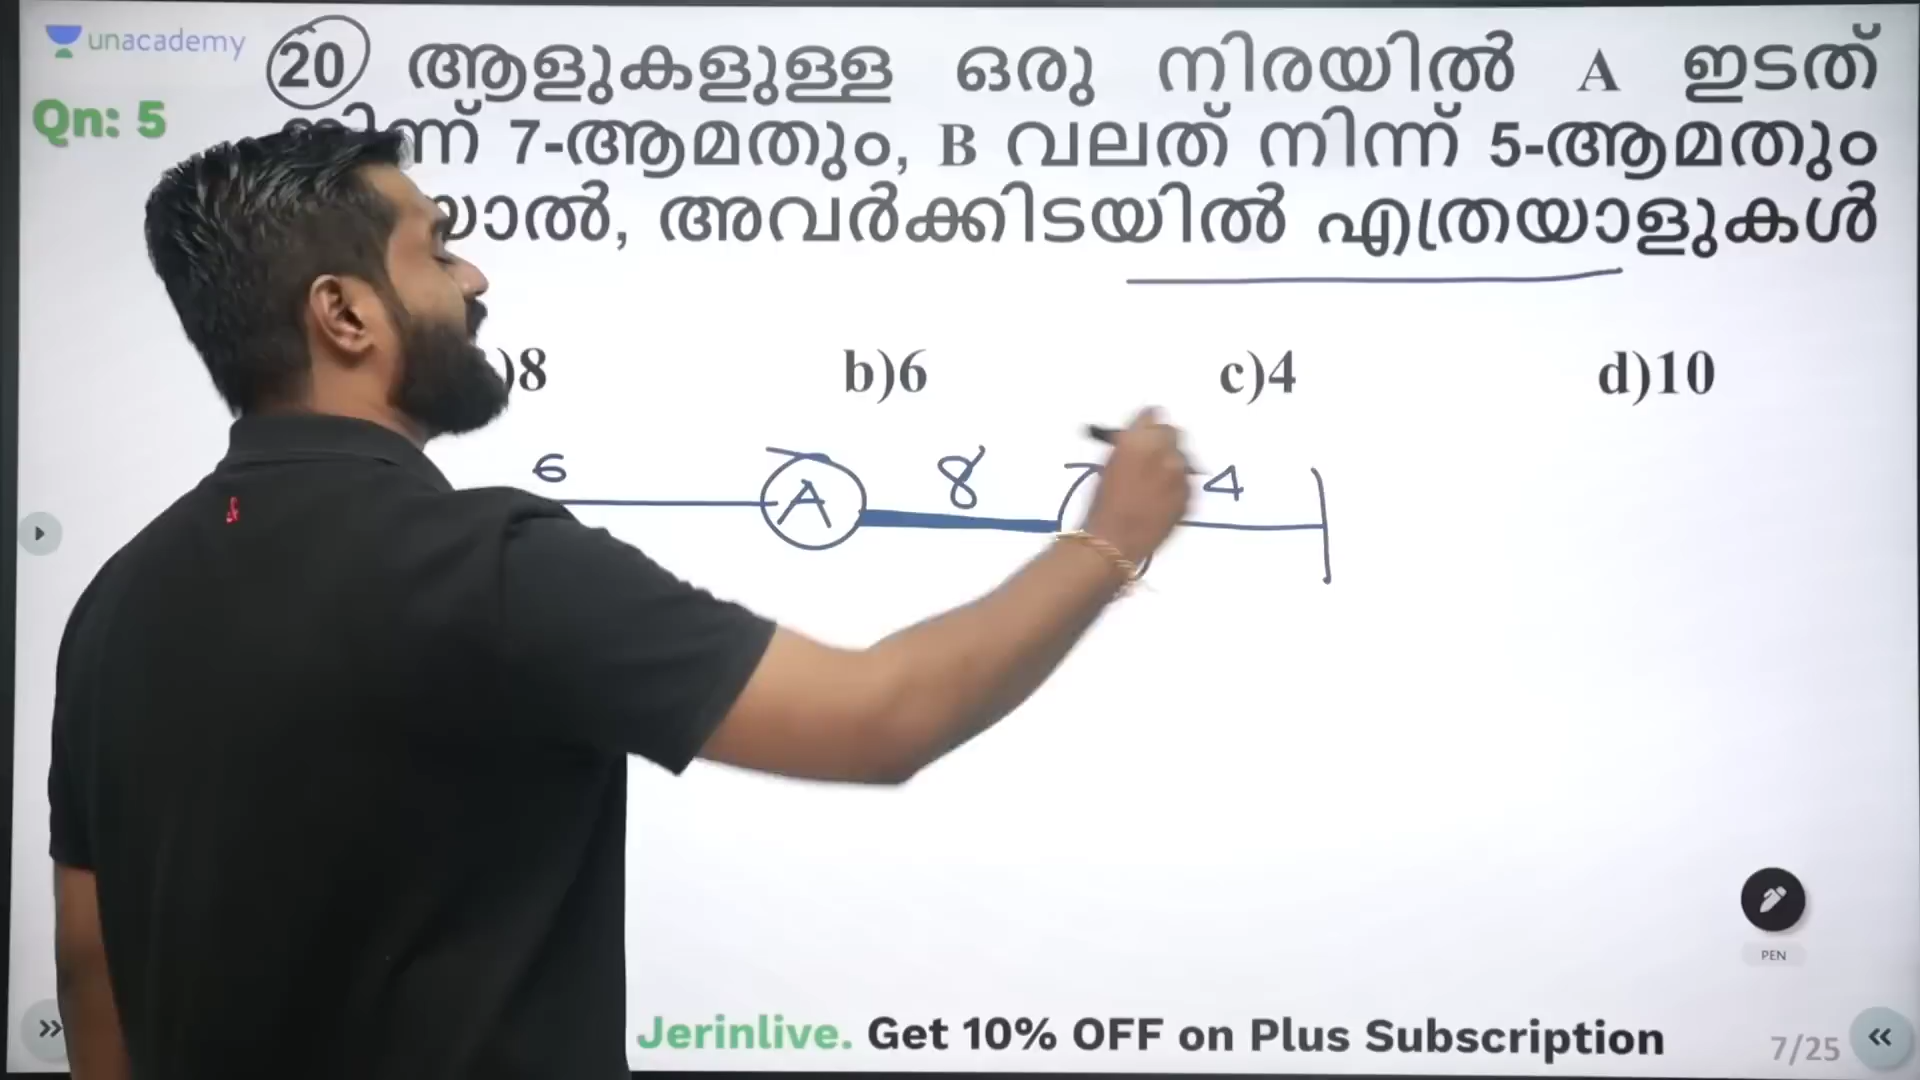 unacademy
Qn: 5
20 ആളുകളുള്ള ഒരു നിരയിൽ A ഇടത്
7-ആമതും, B വലത് നിന്ന് 5-ആമതും
അവർക്കിടയിൽ എത്രയാളുകൾ
)8 b)6 c)4 d)10
6 A 8 4
PEN
Jerinlive. Get 10% OFF on Plus Subscription
7/25